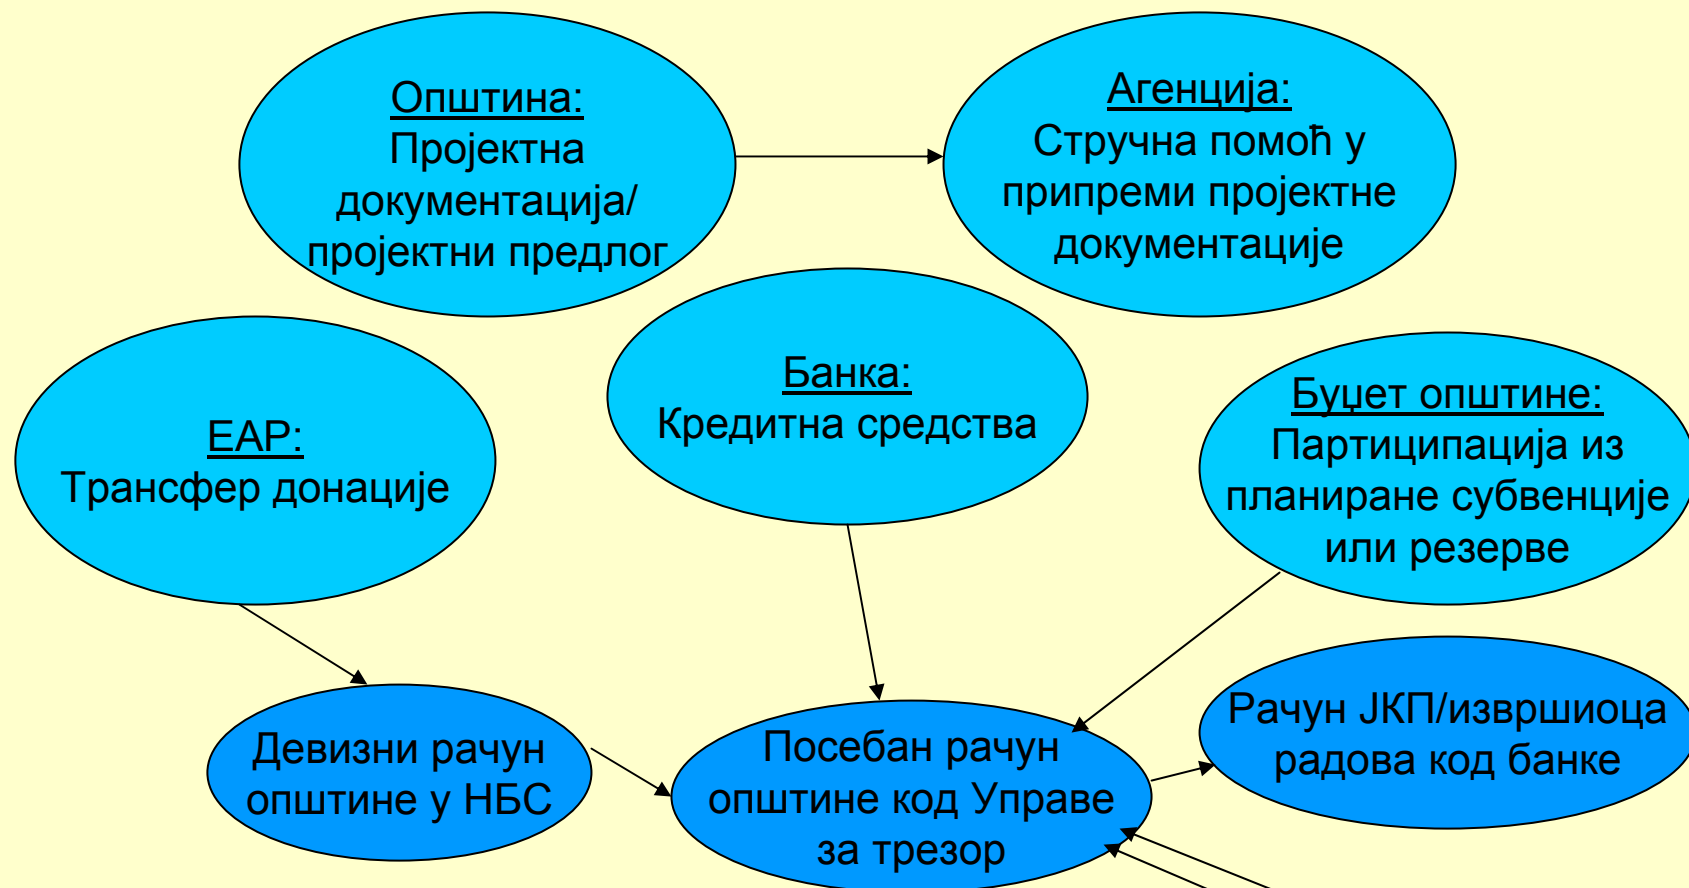 Општина:
Пројектна
документација/
пројектни предлог
Агенција:
Стручна помоћ у
припреми пројектне
документације
Банка:
Кредитна средства
ЕАР:
Трансфер донације
Буџет општине:
Партиципација из
планиране субвенције
или резерве
Девизни рачун
општине у НБС
Посебан рачун
општине код Управе
за трезор
Рачун ЈКП/извршиоца
радова код банке